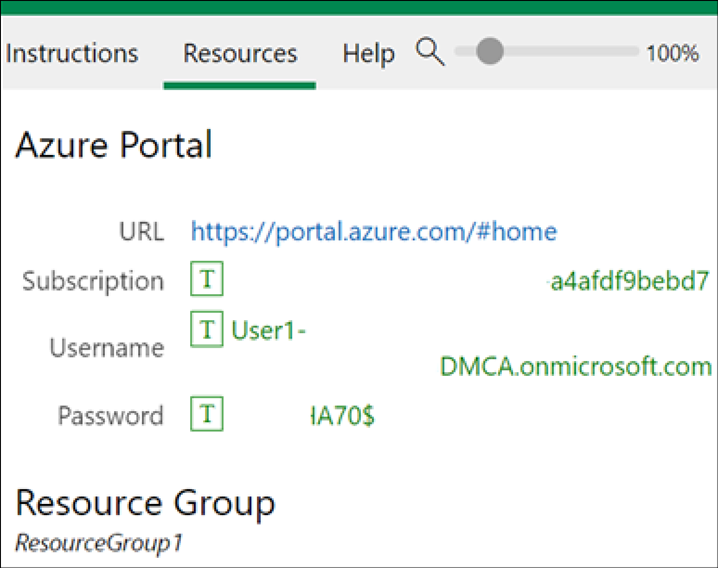 Instructions Resources Help 100%
Azure Portal
URL https://portal.azure.com/#home
Subscription T -a4afdf9bebd7
T User1-
Username
DMCA.onmicrosoft.com
Password T HA70$
Resource Group
ResourceGroup1